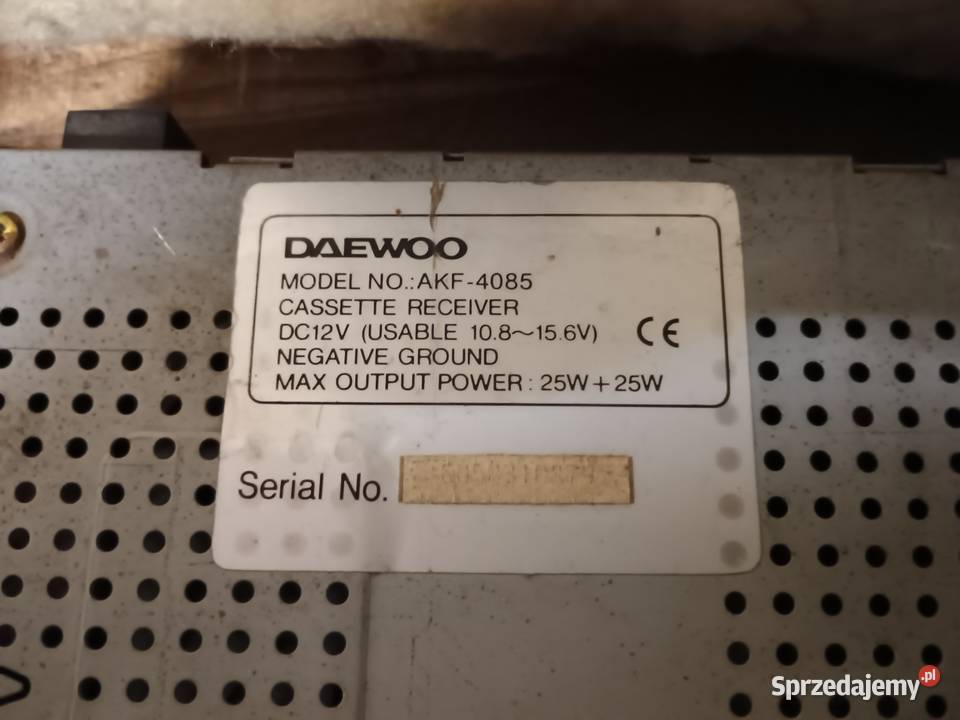 DAEWOO
MODEL NO.:AKF-4085
CASSETTE RECEIVER
DC12V (USABLE 10.8~15.6V)
NEGATIVE GROUND
MAX OUTPUT POWER : 25W + 25W
CE
Serial No.
Sprzedajemy.pl